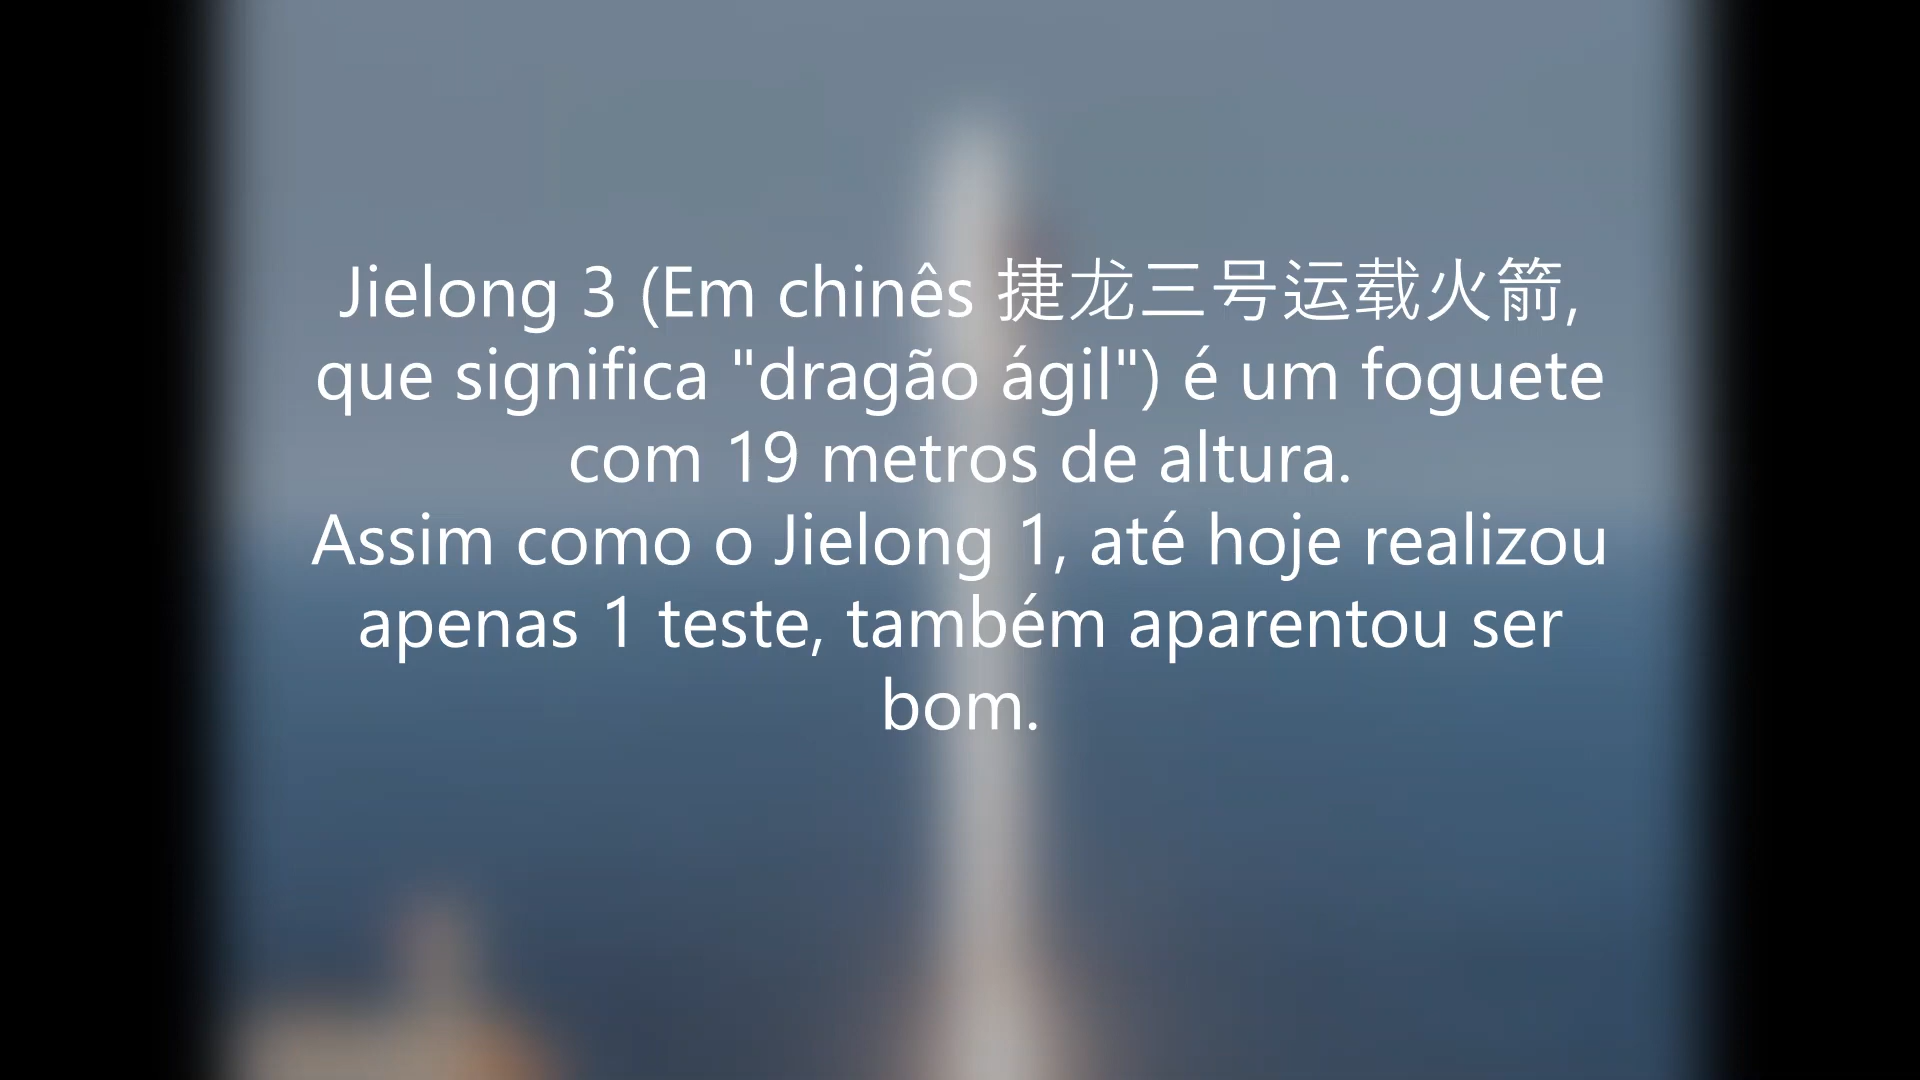 Jielong 3 (Em chinês 捷龙三号运载火箭,
que significa "dragão ágil") é um foguete
com 19 metros de altura.
Assim como o Jielong 1, até hoje realizou
apenas 1 teste, também aparentou ser
bom.